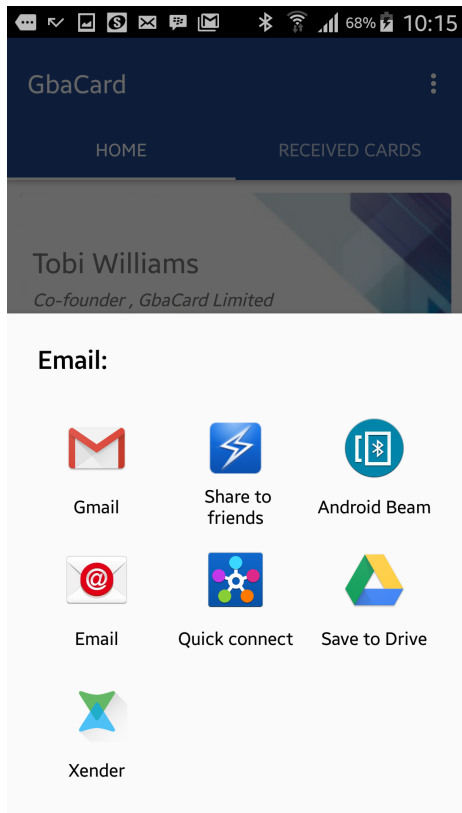 68% 10:15
GbaCard
HOME RECEIVED CARDS
Tobi Williams
Co-founder , GbaCard Limited
Email:
Gmail
Share to
friends
Android Beam
Email
Quick connect
Save to Drive
Xender